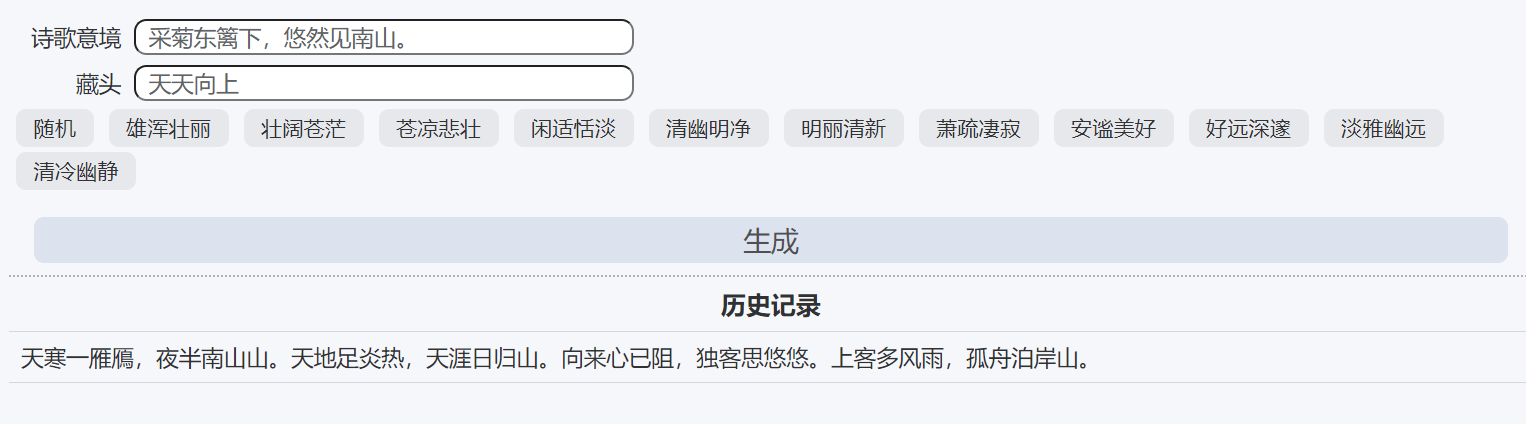 诗歌意境 采菊东篱下，悠然见南山。
藏头 天天向上
随机 雄浑壮丽 壮阔苍茫 苍凉悲壮 闲适恬淡 清幽明净 明丽清新 萧疏凄寂 安谧美好 好远深邃 淡雅幽远
清冷幽静
生成
历史记录
天寒一雁鴈，夜半南山山。天地足炎热，天涯日归山。向来心已阻，独客思悠悠。上客多风雨，孤舟泊岸山。